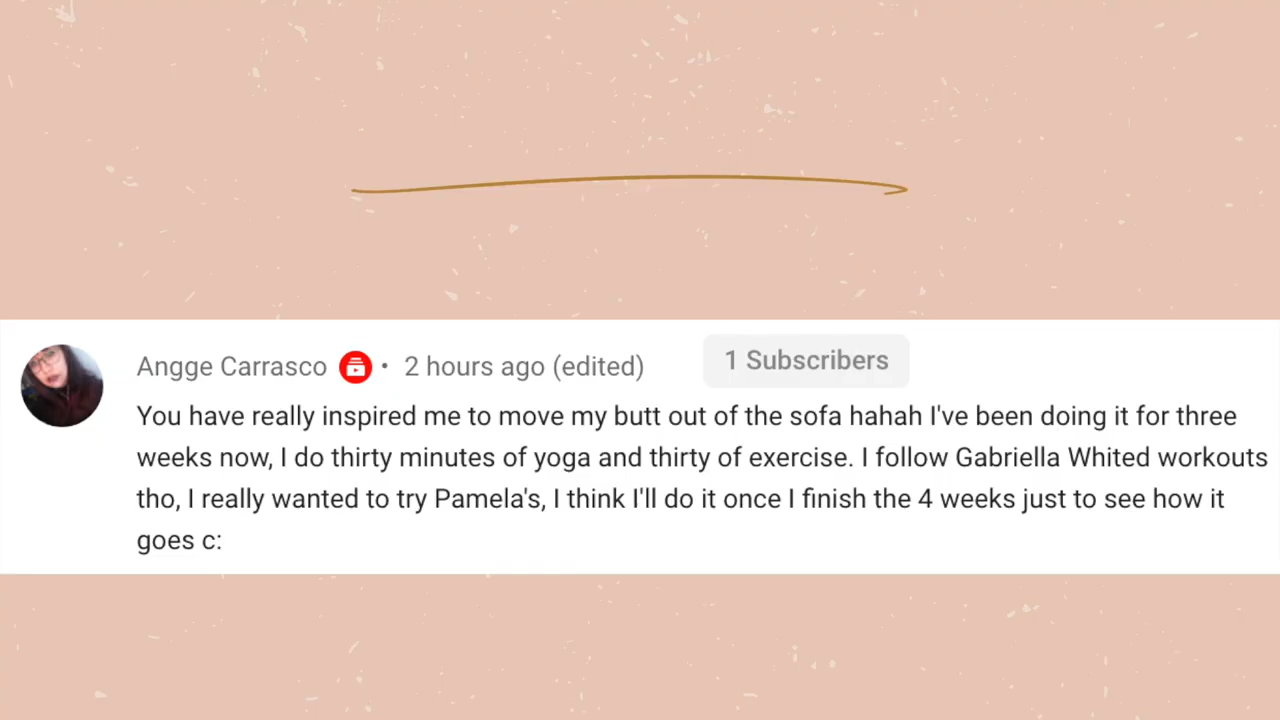 Angge Carrasco • 2 hours ago (edited) 1 Subscribers
You have really inspired me to move my butt out of the sofa hahah I've been doing it for three
weeks now, I do thirty minutes of yoga and thirty of exercise. I follow Gabriella Whited workouts
tho, I really wanted to try Pamela's, I think I'll do it once I finish the 4 weeks just to see how it
goes c: